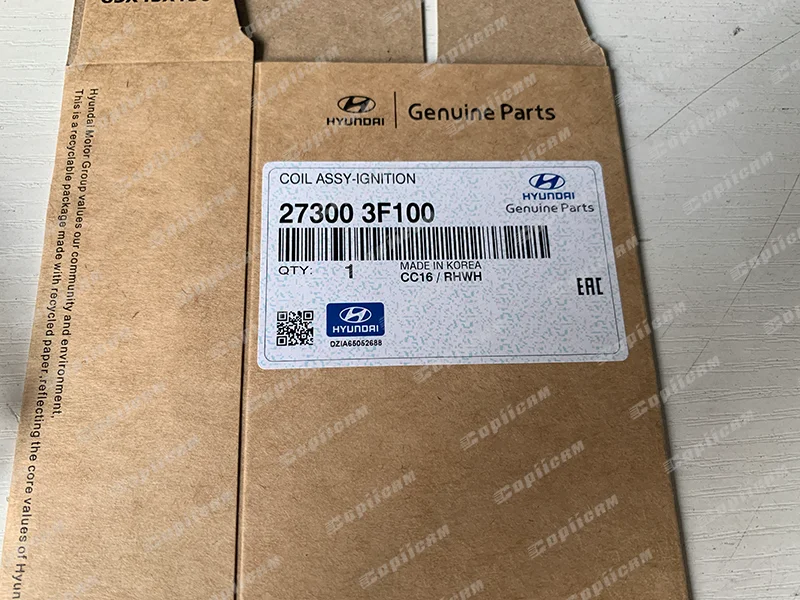 HYUNDAI
Genuine Parts
COIL ASSY-IGNITION
27300 3F100
QTY: 1
MADE IN KOREA
CC16 / RHWH
HYUNDAI
Genuine Parts
EAC
HYUNDAI
DZIA65052688
Hyundai Motor Group values our community and environment.
This is a recyclable package made with recycled paper, reflecting the core values of Hyun
Copiicam